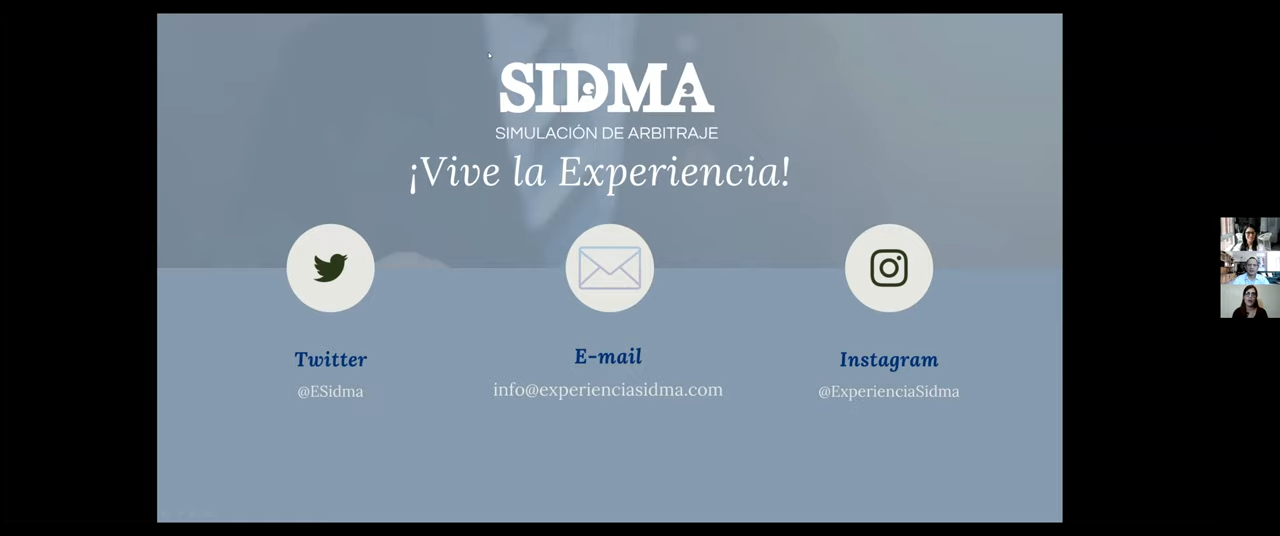 SIDMA
SIMULACIÓN DE ARBITRAJE
¡Vive la Experiencia!
Twitter
E-mail
Instagram
@ESidma
info@experienciasidma.com
@ExperienciaSidma